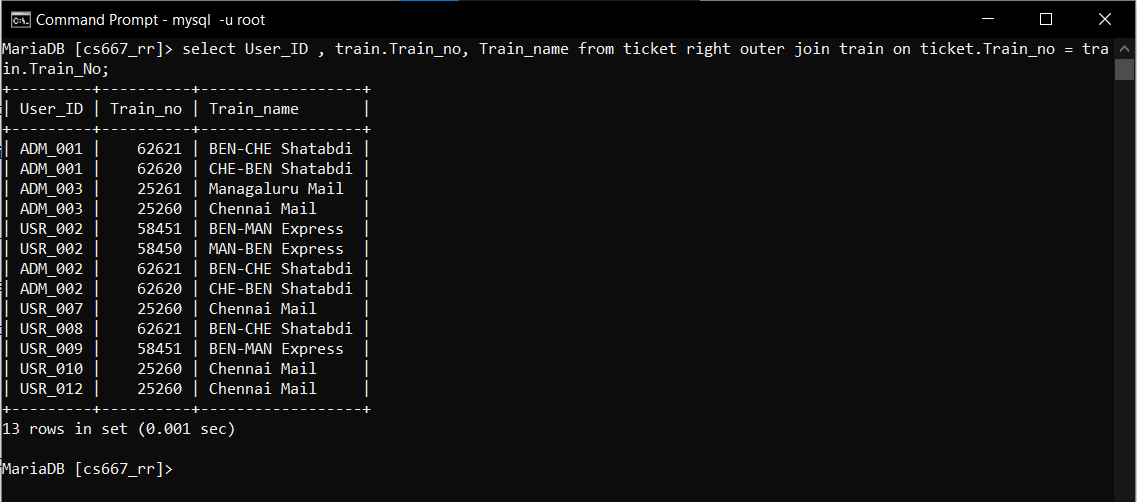 Command Prompt - mysql  -u root
MariaDB [cs667_rr]> select User_ID , train.Train_no, Train_name from ticket right outer join train on ticket.Train_no = tra
in.Train_No;
+---------+----------+------------------+
| User_ID | Train_no | Train_name       |
+---------+----------+------------------+
| ADM_001 |    62621 | BEN-CHE Shatabdi |
| ADM_001 |    62620 | CHE-BEN Shatabdi |
| ADM_003 |    25261 | Managaluru Mail  |
| ADM_003 |    25260 | Chennai Mail     |
| USR_002 |    58451 | BEN-MAN Express  |
| USR_002 |    58450 | MAN-BEN Express  |
| ADM_002 |    62621 | BEN-CHE Shatabdi |
| ADM_002 |    62620 | CHE-BEN Shatabdi |
| USR_007 |    25260 | Chennai Mail     |
| USR_008 |    62621 | BEN-CHE Shatabdi |
| USR_009 |    58451 | BEN-MAN Express  |
| USR_010 |    25260 | Chennai Mail     |
| USR_012 |    25260 | Chennai Mail     |
+---------+----------+------------------+
13 rows in set (0.001 sec)
MariaDB [cs667_rr]>